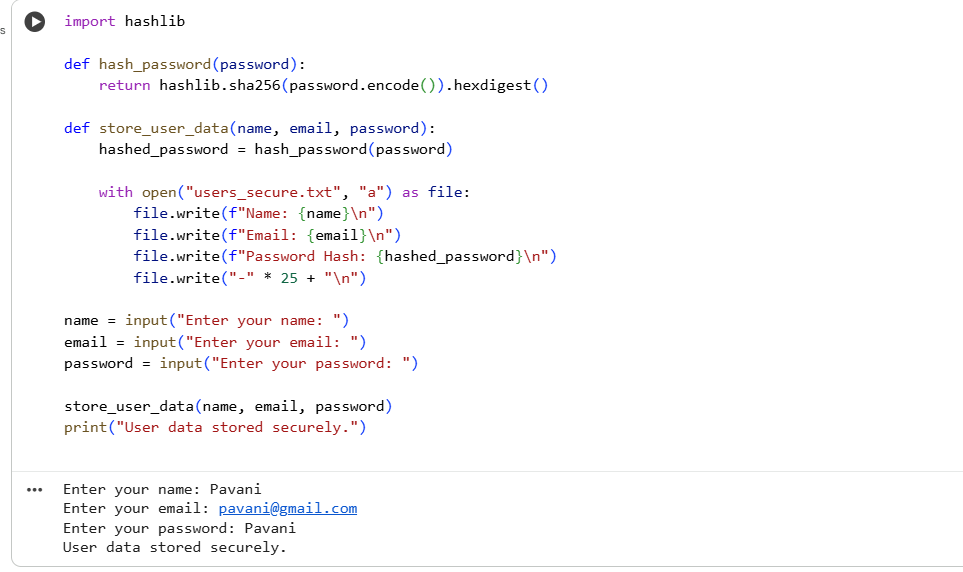 s
import hashlib
def hash_password(password):
    return hashlib.sha256(password.encode()).hexdigest()
def store_user_data(name, email, password):
    hashed_password = hash_password(password)
    with open("users_secure.txt", "a") as file:
        file.write(f"Name: {name}\n")
        file.write(f"Email: {email}\n")
        file.write(f"Password Hash: {hashed_password}\n")
        file.write("-" * 25 + "\n")
name = input("Enter your name: ")
email = input("Enter your email: ")
password = input("Enter your password: ")
store_user_data(name, email, password)
print("User data stored securely.")
Enter your name: Pavani
Enter your email: pavani@gmail.com
Enter your password: Pavani
User data stored securely.